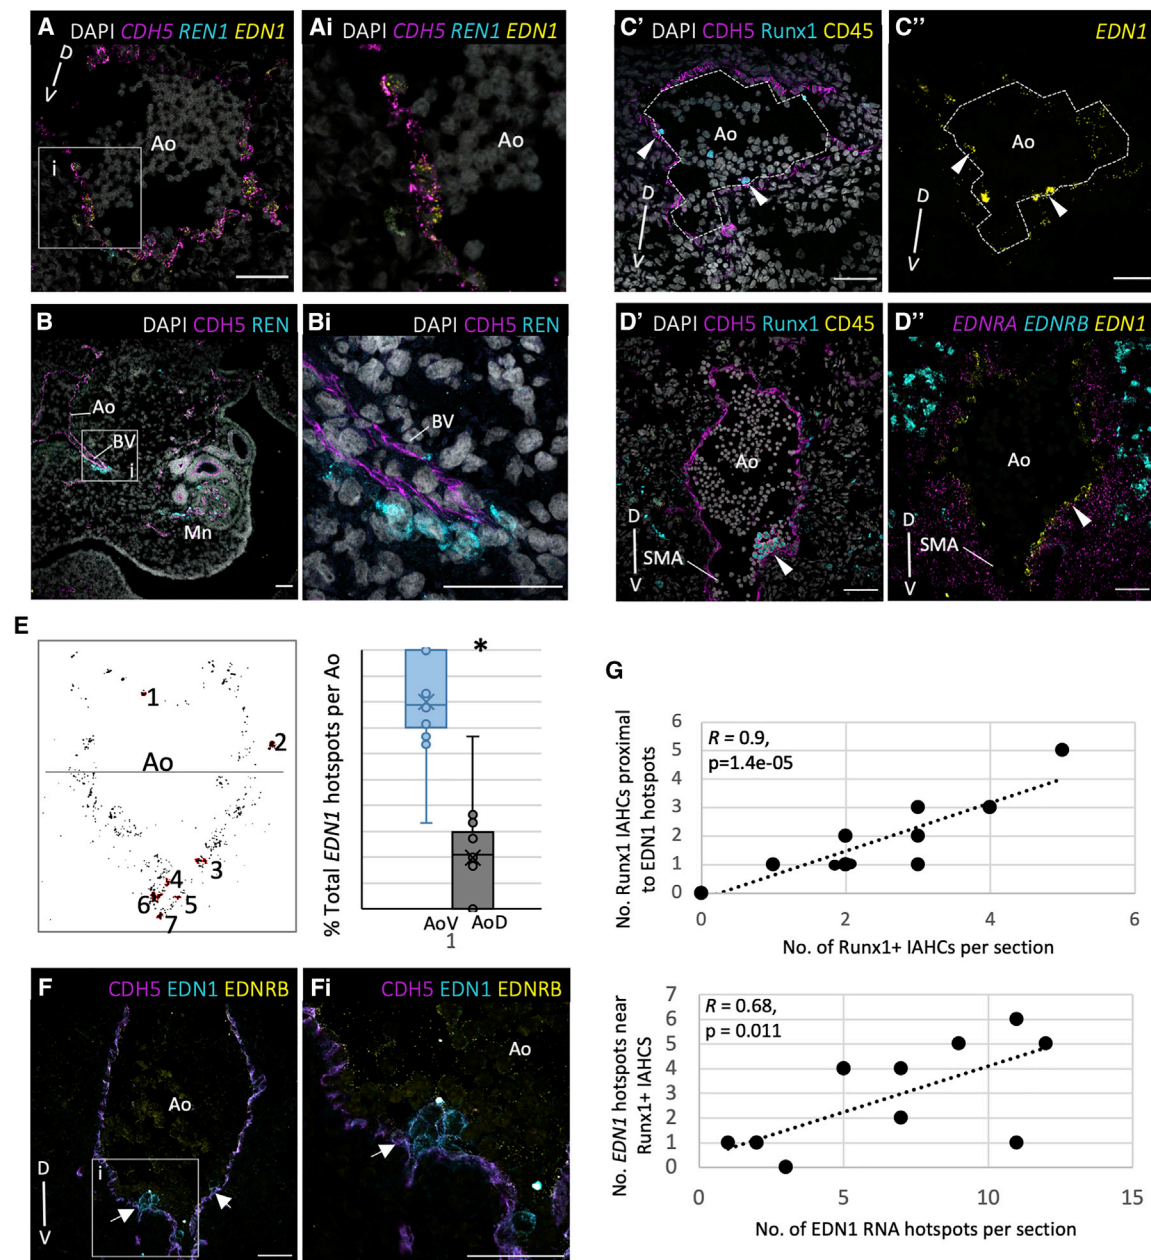 A DAPI CDH5 REN1 EDN1
D
V
Ao
i
Ai DAPI CDH5 REN1 EDN1
Ao
C' DAPI CDH5 Runx1 CD45
Ao
D
V
C'' EDN1
Ao
D
V
B DAPI CDH5 REN
Ao
BV
i
Mn
Bi DAPI CDH5 REN
BV
D' DAPI CDH5 Runx1 CD45
Ao
D
SMA
V
D'' EDNRA EDNRB EDN1
Ao
D
SMA
V
E
1
2
Ao
3
4
5
6
7
% Total EDN1 hotspots per Ao
*
AoV AoD
1
G
No. Runx1 IAHCs proximal
to EDN1 hotspots
R = 0.9,
p=1.4e-05
6
5
4
3
2
1
0
0 2 4 6
No. of Runx1+ IAHCs per section
F CDH5 EDN1 EDNRB
Ao
D
V
i
Fi CDH5 EDN1 EDNRB
Ao
No. EDN1 hotspots near
Runx1+ IAHCS
R = 0.68,
p = 0.011
7
6
5
4
3
2
1
0
0 5 10 15
No. of EDN1 RNA hotspots per section